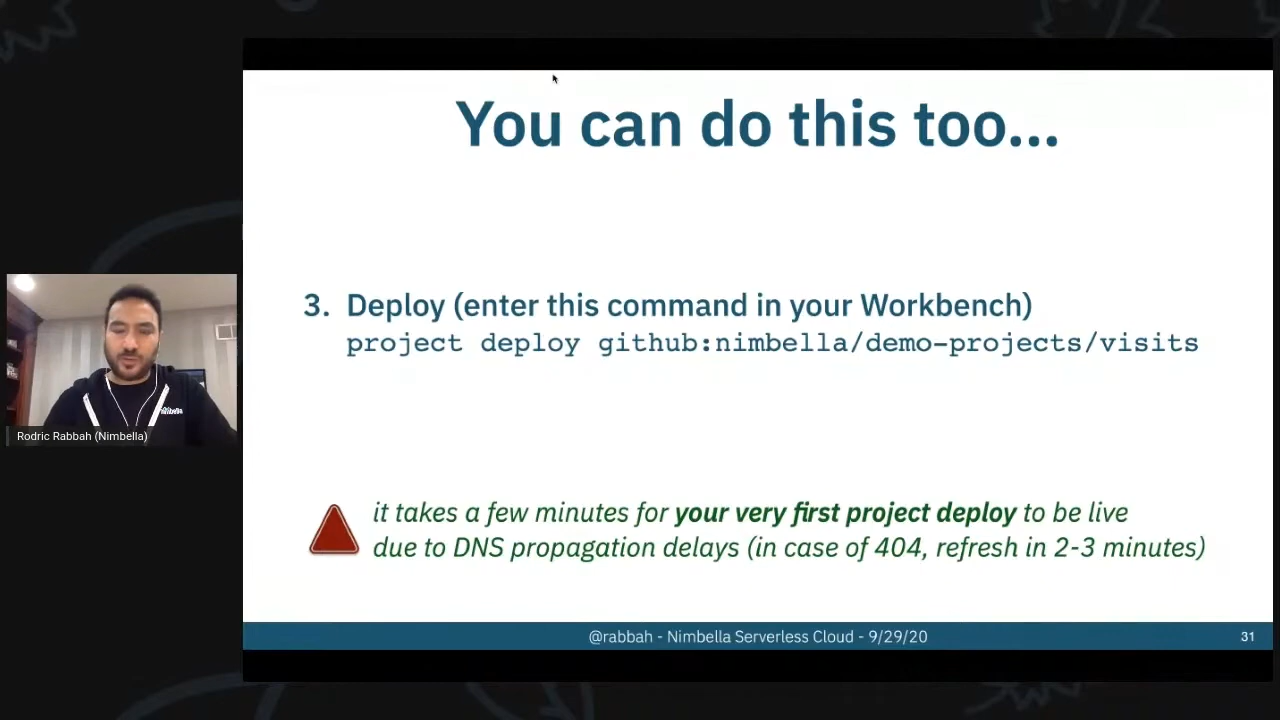 You can do this too...
3. Deploy (enter this command in your Workbench)
project deploy github:nimbella/demo-projects/visits
nimbella
Rodric Rabbah (Nimbella)
it takes a few minutes for your very first project deploy to be live
due to DNS propagation delays (in case of 404, refresh in 2-3 minutes)
@rabbah - Nimbella Serverless Cloud - 9/29/20
31